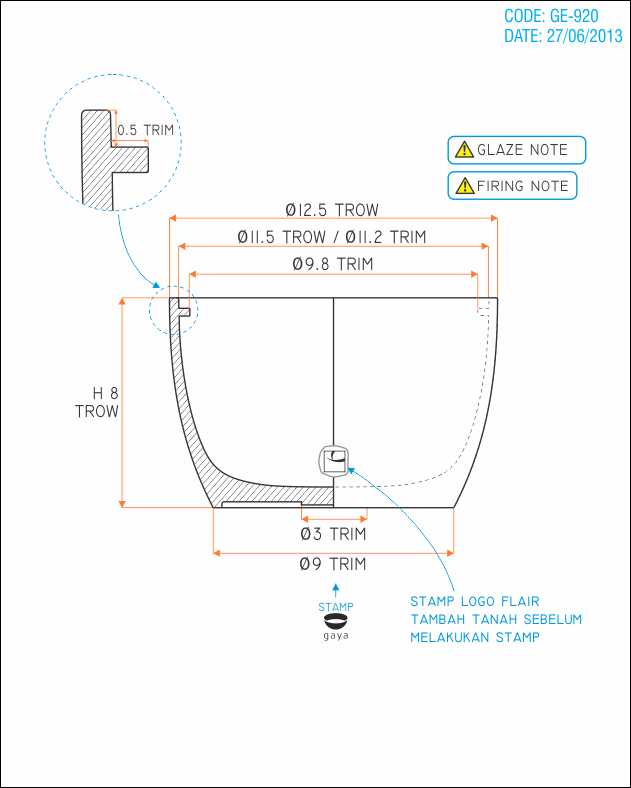 CODE: GE-920
DATE: 27/06/2013
0.5 TRIM
GLAZE NOTE
FIRING NOTE
Ø12.5 TROW
Ø11.5 TROW / Ø11.2 TRIM
Ø9.8 TRIM
H 8
TROW
Ø3 TRIM
Ø9 TRIM
STAMP
gaya
STAMP LOGO FLAIR
TAMBAH TANAH SEBELUM
MELAKUKAN STAMP